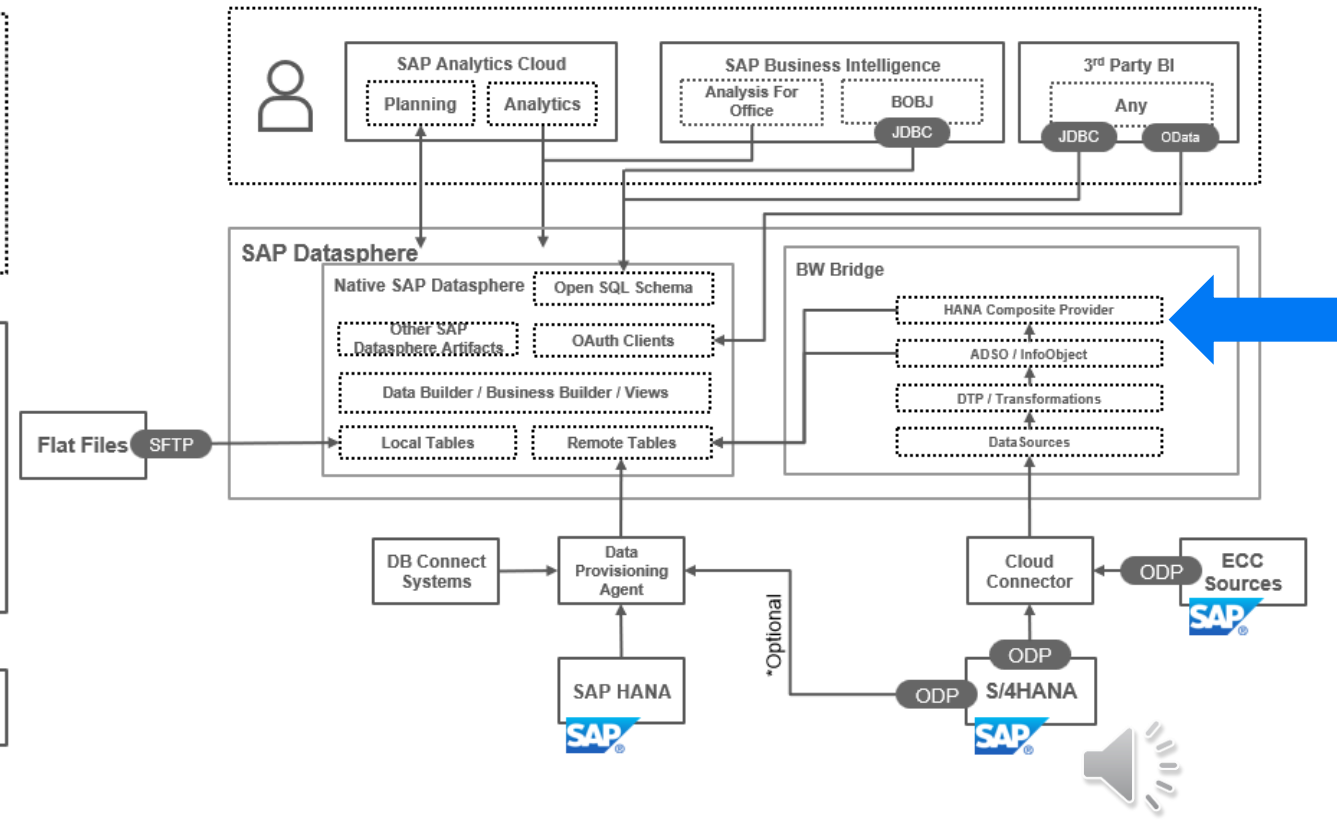 SAP Analytics Cloud
Planning
Analytics
SAP Business Intelligence
Analysis For
Office
BOBJ
JDBC
3rd Party BI
Any
JDBC
OData
SAP Datasphere
Native SAP Datasphere
Open SQL Schema
Other SAP
Datasphere Artifacts
OAuth Clients
Data Builder / Business Builder / Views
Local Tables
Remote Tables
BW Bridge
HANA Composite Provider
ADSO / InfoObject
DTP / Transformations
DataSources
Flat Files
SFTP
DB Connect
Systems
Data
Provisioning
Agent
Cloud
Connector
ODP
ECC
Sources
SAP®
*Optional
SAP HANA
SAP®
ODP
ODP
S/4HANA
SAP®